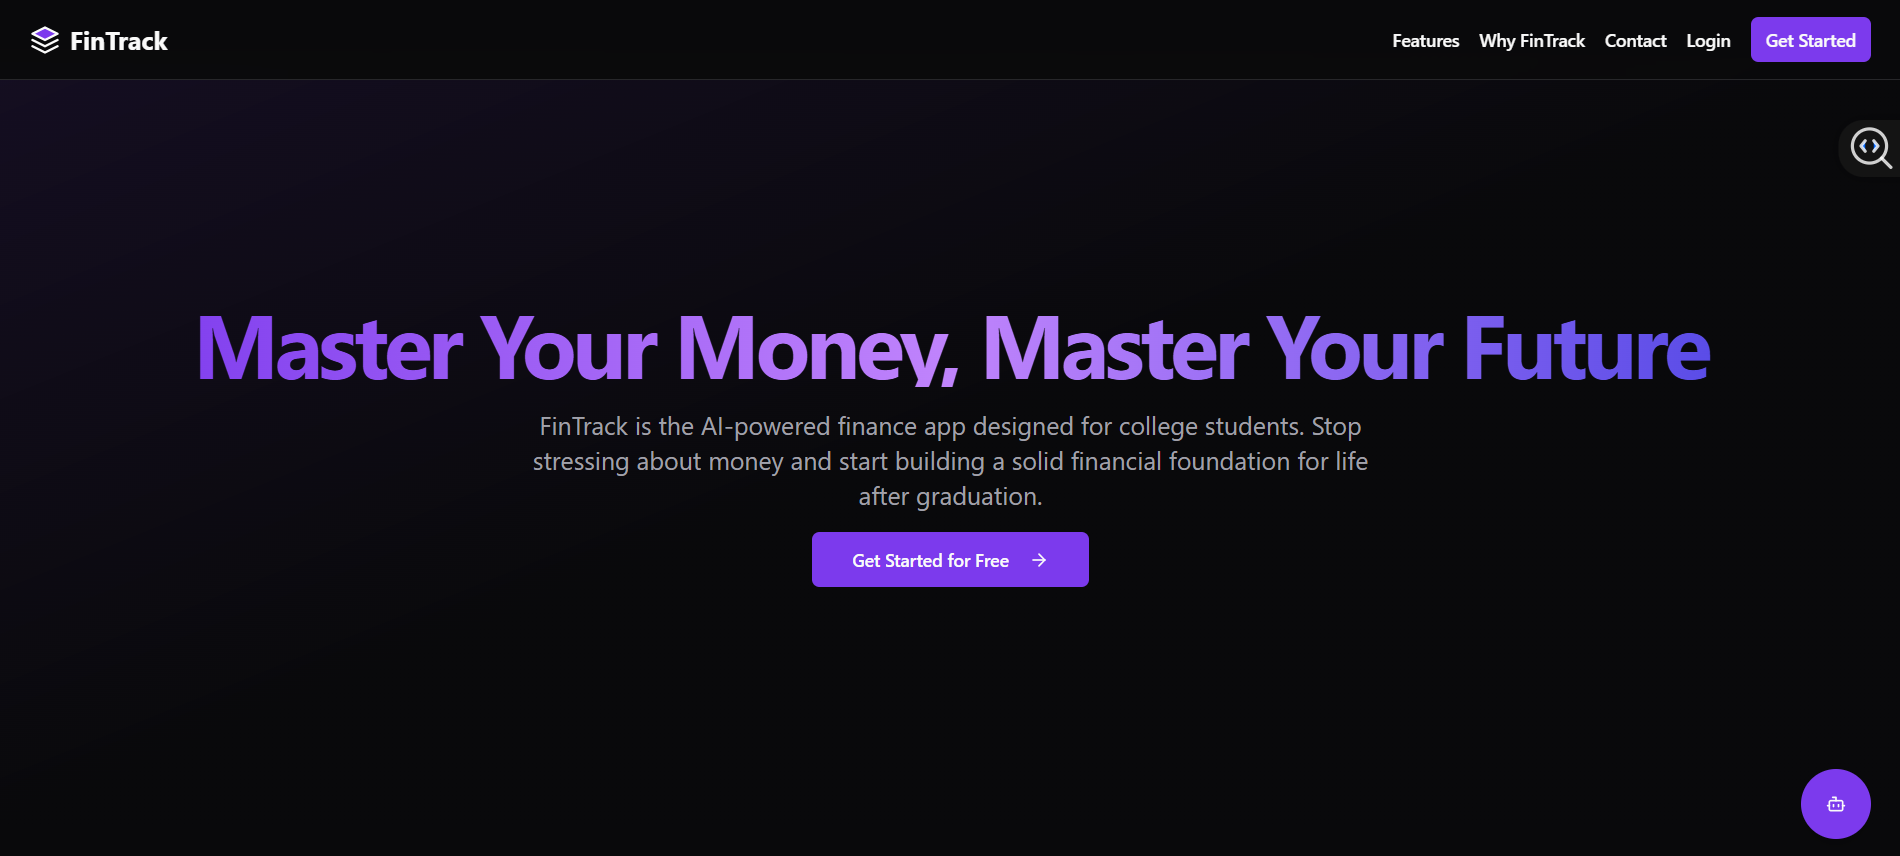 FinTrack
Features
Why FinTrack
Contact
Login
Get Started
Master Your Money, Master Your Future
FinTrack is the AI-powered finance app designed for college students. Stop
stressing about money and start building a solid financial foundation for life
after graduation.
Get Started for Free